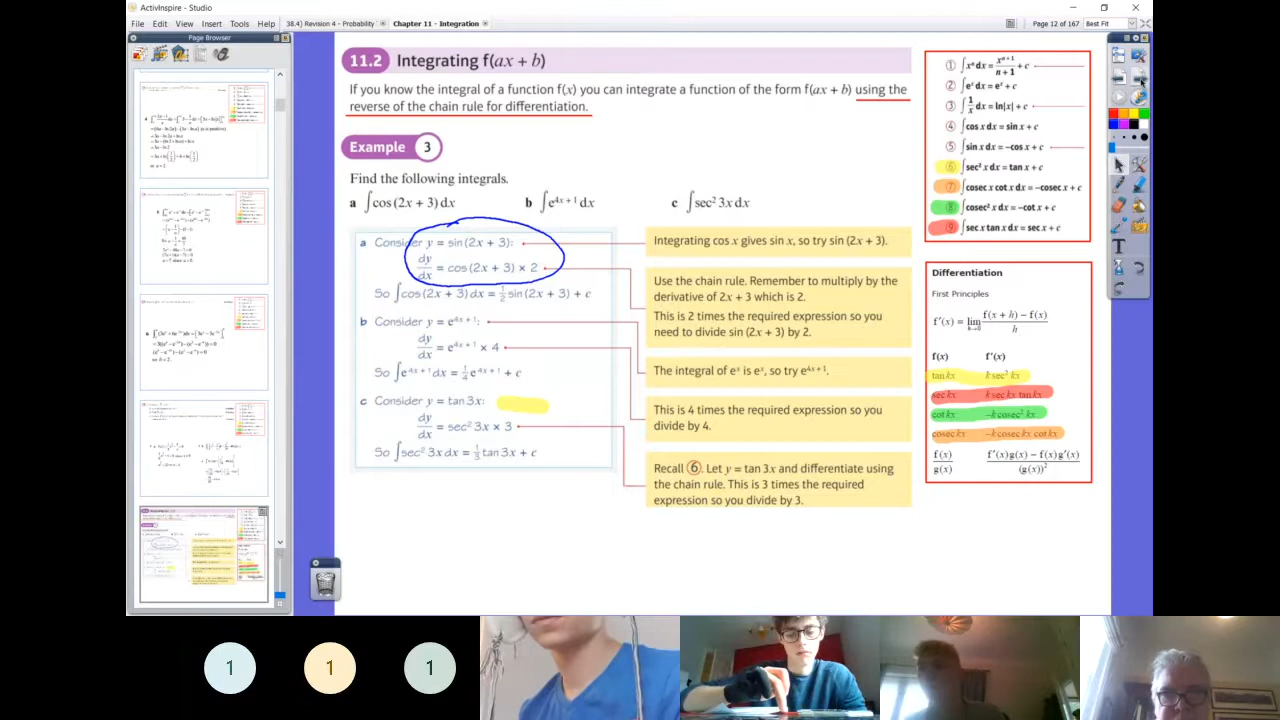 ActivInspire - Studio
File Edit View Insert Tools Help
38.4) Revision 4 - Probability
Chapter 11 - Integration
Page 12 of 167
Best Fit
Page Browser
11.2 Integrating f(ax + b)
If you know the integral of a function f(x) you can integrate a function of the form f(ax + b) using the
reverse of the chain rule for differentiation.
Example 3
Find the following integrals.
a ∫cos (2x + 3) dx
b ∫e^{4x + 1} dx
∫sec² 3x dx
a Consider y = sin (2x + 3):
dy/dx = cos (2x + 3) × 2
So ∫cos (2x + 3) dx = ½ sin (2x + 3) + c
b Consider y = e^{4x + 1}:
dy/dx = e^{4x + 1} × 4
So ∫e^{4x + 1} dx = ¼ e^{4x + 1} + c
c Consider y = tan 3x:
dy/dx = sec² 3x × 3
So ∫sec² 3x dx = ⅓ tan 3x + c
Integrating cos x gives sin x, so try sin (2x + 3).
Use the chain rule. Remember to multiply by the
derivative of 2x + 3 which is 2.
This is 2 times the required expression so you
need to divide sin (2x + 3) by 2.
The integral of eˣ is eˣ, so try e^{4x + 1}.
This is 4 times the required expression so you
divide by 4.
Recall ⑥. Let y = tan 3x and differentiate using
the chain rule. This is 3 times the required
expression so you divide by 3.
① ∫xⁿ dx = x^{n + 1}/(n + 1) + c
∫eˣ dx = eˣ + c
∫1/x dx = ln|x| + c
④ ∫cos x dx = sin x + c
⑤ ∫sin x dx = −cos x + c
⑥ ∫sec² x dx = tan x + c
⑦ ∫cosec x cot x dx = −cosec x + c
⑧ ∫cosec² x dx = −cot x + c
⑨ ∫sec x tan x dx = sec x + c
Differentiation
First Principles
f′(x) = lim_{h→0} (f(x + h) − f(x))/h
f(x) f′(x)
tan kx k sec² kx
sec kx k sec kx tan kx
cot kx −k cosec² kx
cosec kx −k cosec kx cot kx
f(x)/g(x) (f′(x)g(x) − f(x)g′(x))/(g(x))²
1
1
1